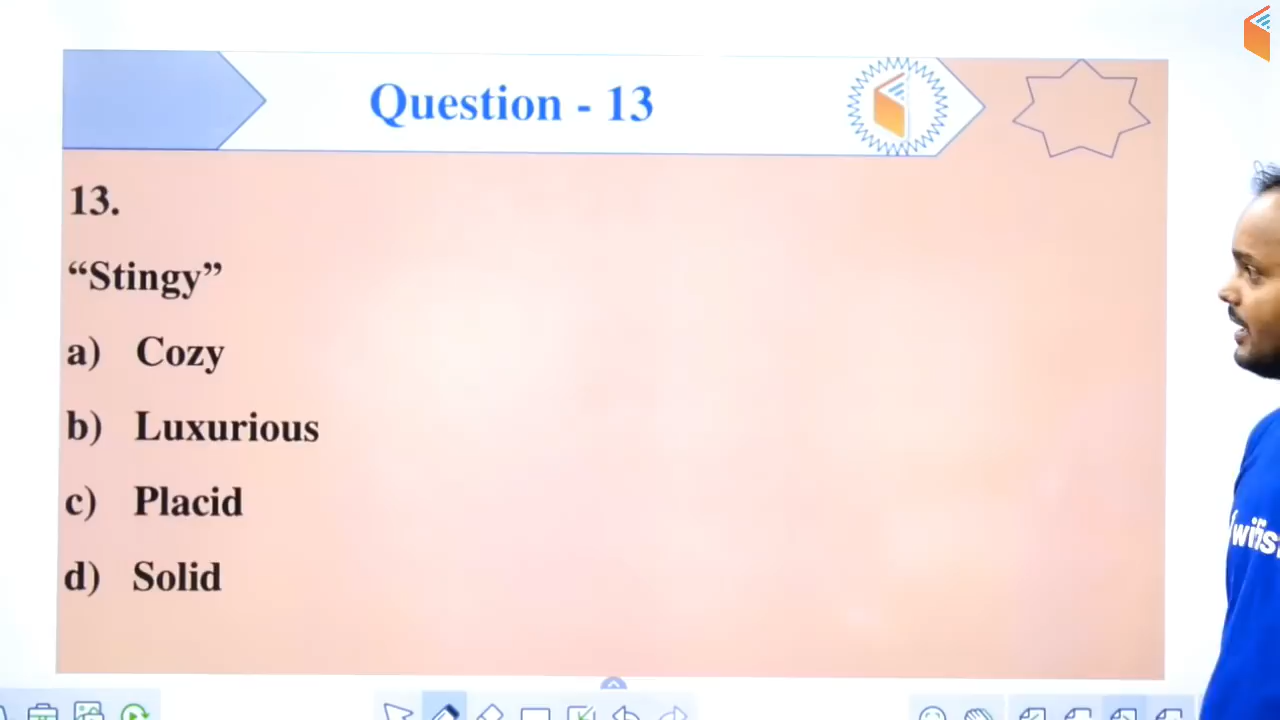 Question - 13
13.
“Stingy”
a) Cozy
b) Luxurious
c) Placid
d) Solid